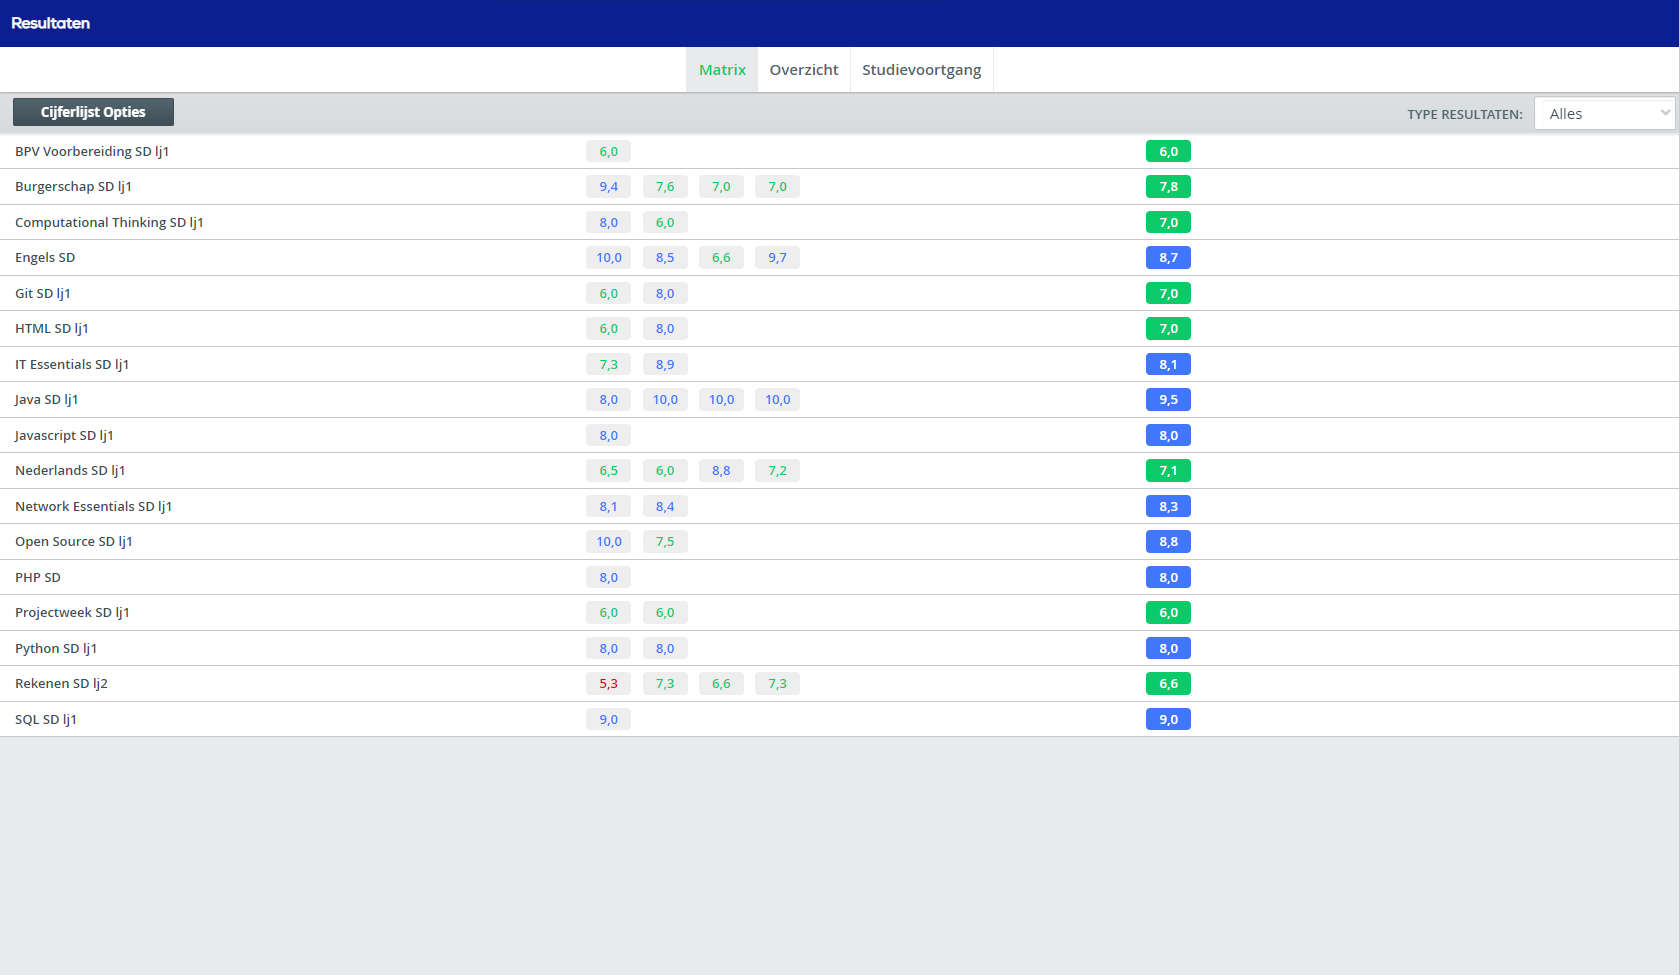 Resultaten
Matrix Overzicht Studievoortgang
Cijferlijst Opties TYPE RESULTATEN: Alles
BPV Voorbereiding SD lj1 6,0 6,0
Burgerschap SD lj1 9,4 7,6 7,0 7,0 7,8
Computational Thinking SD lj1 8,0 6,0 7,0
Engels SD 10,0 8,5 6,6 9,7 8,7
Git SD lj1 6,0 8,0 7,0
HTML SD lj1 6,0 8,0 7,0
IT Essentials SD lj1 7,3 8,9 8,1
Java SD lj1 8,0 10,0 10,0 10,0 9,5
Javascript SD lj1 8,0 8,0
Nederlands SD lj1 6,5 6,0 8,8 7,2 7,1
Network Essentials SD lj1 8,1 8,4 8,3
Open Source SD lj1 10,0 7,5 8,8
PHP SD 8,0 8,0
Projectweek SD lj1 6,0 6,0 6,0
Python SD lj1 8,0 8,0 8,0
Rekenen SD lj2 5,3 7,3 6,6 7,3 6,6
SQL SD lj1 9,0 9,0